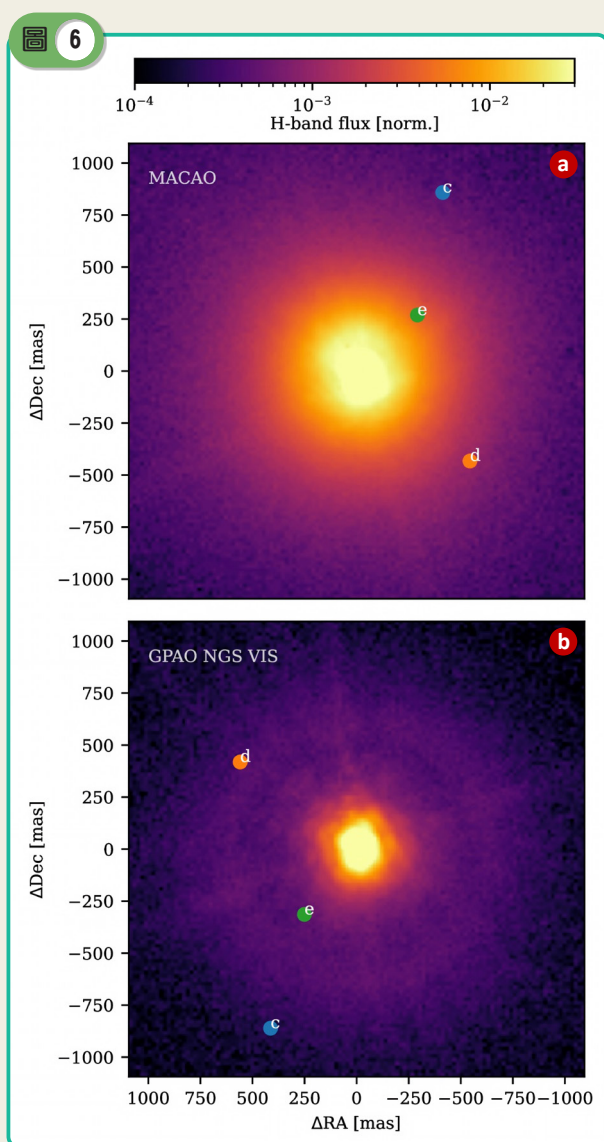 圖 6
10⁻⁴ 10⁻³ 10⁻²
H-band flux [norm.]
a
MACAO
c
e
d
1000
750
500
250
0
−250
−500
−750
−1000
ΔDec [mas]
b
GPAO NGS VIS
d
e
c
1000
750
500
250
0
−250
−500
−750
−1000
ΔDec [mas]
1000 750 500 250 0 −250 −500 −750 −1000
ΔRA [mas]